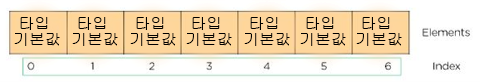 타입 타입 타입 타입 타입 타입 타입
기본값 기본값 기본값 기본값 기본값 기본값 기본값
Elements
0 1 2 3 4 5 6 Index